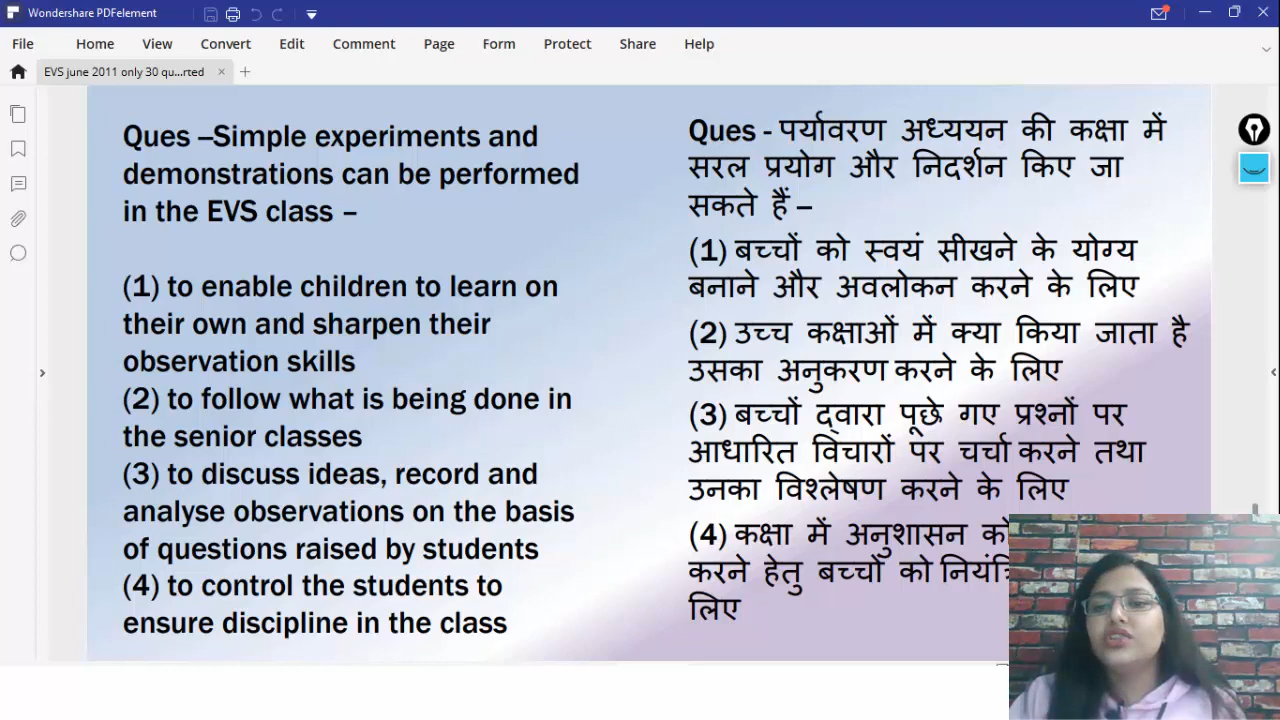 Wondershare PDFelement
File Home View Convert Edit Comment Page Form Protect Share Help
EVS june 2011 only 30 qu...rted
Ques –Simple experiments and
demonstrations can be performed
in the EVS class –
(1) to enable children to learn on
their own and sharpen their
observation skills
(2) to follow what is being done in
the senior classes
(3) to discuss ideas, record and
analyse observations on the basis
of questions raised by students
(4) to control the students to
ensure discipline in the class
Ques - पर्यावरण अध्ययन की कक्षा में
सरल प्रयोग और निदर्शन किए जा
सकते हैं –
(1) बच्चों को स्वयं सीखने के योग्य
बनाने और अवलोकन करने के लिए
(2) उच्च कक्षाओं में क्या किया जाता है
उसका अनुकरण करने के लिए
(3) बच्चों द्वारा पूछे गए प्रश्नों पर
आधारित विचारों पर चर्चा करने तथा
उनका विश्लेषण करने के लिए
(4) कक्षा में अनुशासन को
करने हेतु बच्चों को
लिए